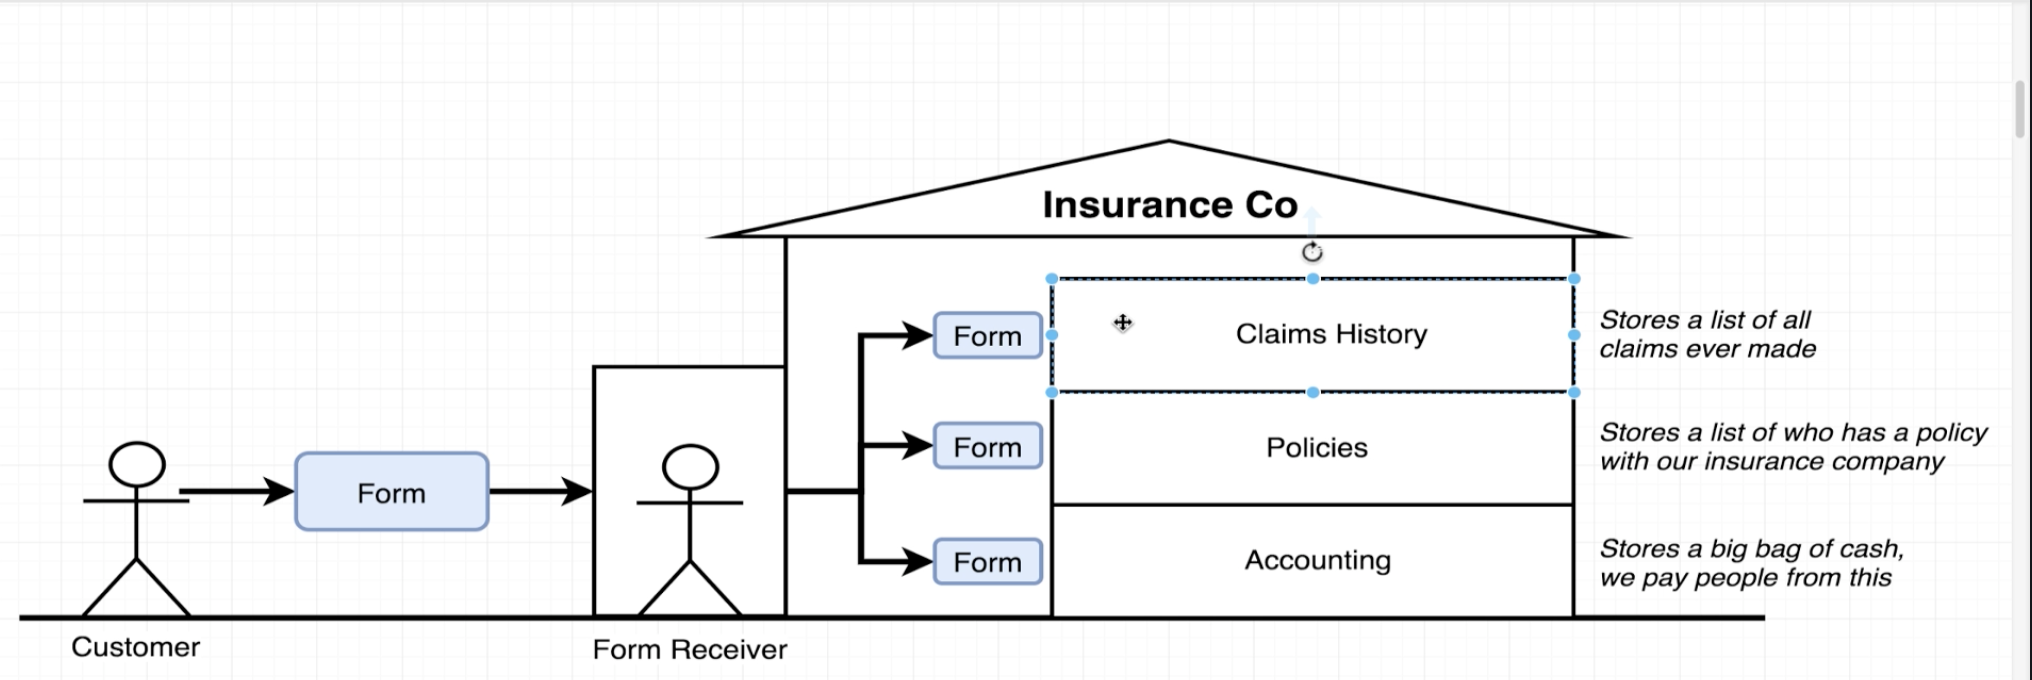 Insurance Co
Form
Claims History
Stores a list of all
claims ever made
Form
Policies
Stores a list of who has a policy
with our insurance company
Form
Form
Accounting
Stores a big bag of cash,
we pay people from this
Customer
Form Receiver